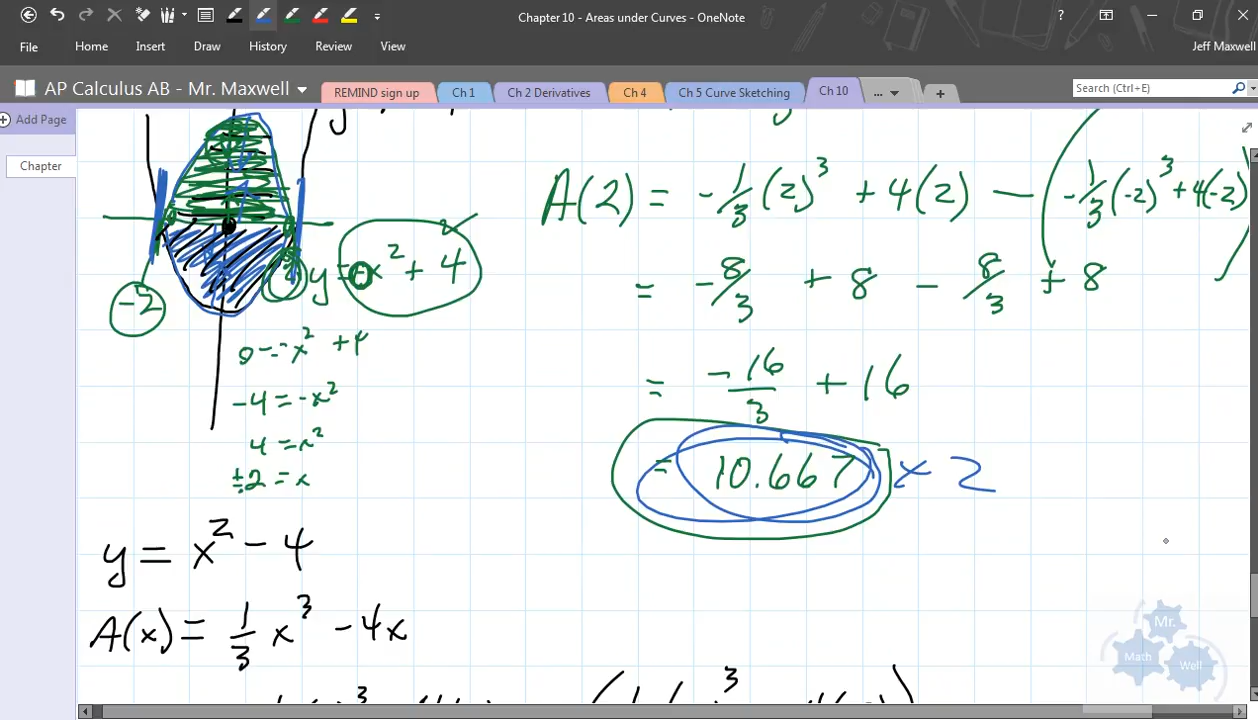 Chapter 10 - Areas under Curves - OneNote
?
File Home Insert Draw History Review View
Jeff Maxwell
AP Calculus AB - Mr. Maxwell
REMIND sign up Ch 1 Ch 2 Derivatives Ch 4 Ch 5 Curve Sketching Ch 10 ...
Search (Ctrl+E)
Add Page
Chapter
A(2) = -1/3 (2)³ + 4(2) — (-1/3 (-2)³ + 4(-2))
y = -x² + 4
-2
= -8/3 + 8 - 8/3 + 8
0 = -x² + 4
-4 = -x²
4 = x²
±2 = x
= -16/3 + 16
= 10.667 × 2
y = x² - 4
A(x) = 1/3 x³ - 4x
Mr.
Math
Well